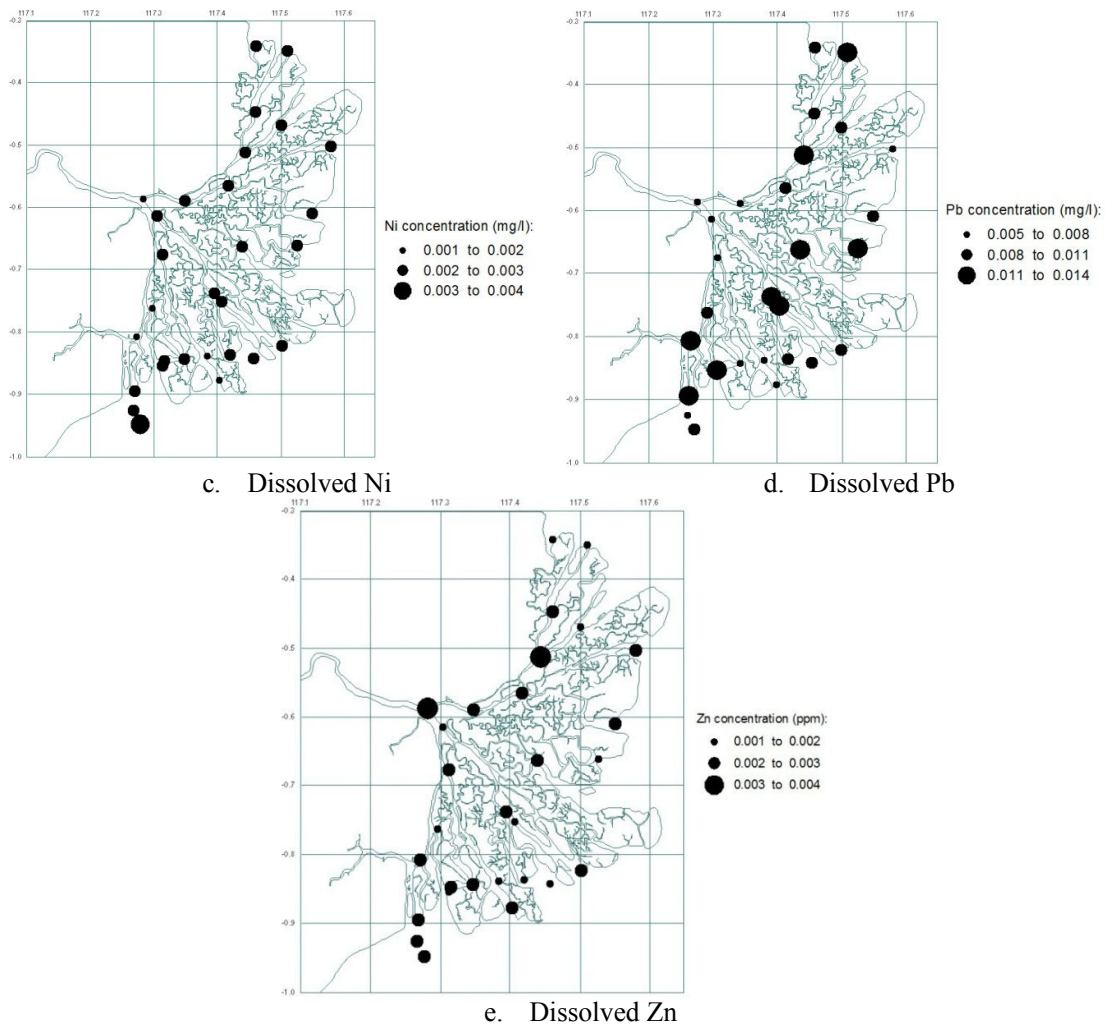 117.1 117.2 117.3 117.4 117.5 117.6
-0.3
-0.4
-0.5
-0.6
-0.7
-0.8
-0.9
-1.0
Ni concentration (mg/l):
0.001 to 0.002
0.002 to 0.003
0.003 to 0.004
c. Dissolved Ni
117.1 117.2 117.3 117.4 117.5 117.6
-0.3
-0.4
-0.5
-0.6
-0.7
-0.8
-0.9
-1.0
Pb concentration (mg/l):
0.005 to 0.008
0.008 to 0.011
0.011 to 0.014
d. Dissolved Pb
117.1 117.2 117.3 117.4 117.5 117.6
-0.3
-0.4
-0.5
-0.6
-0.7
-0.8
-0.9
-1.0
Zn concentration (ppm):
0.001 to 0.002
0.002 to 0.003
0.003 to 0.004
e. Dissolved Zn